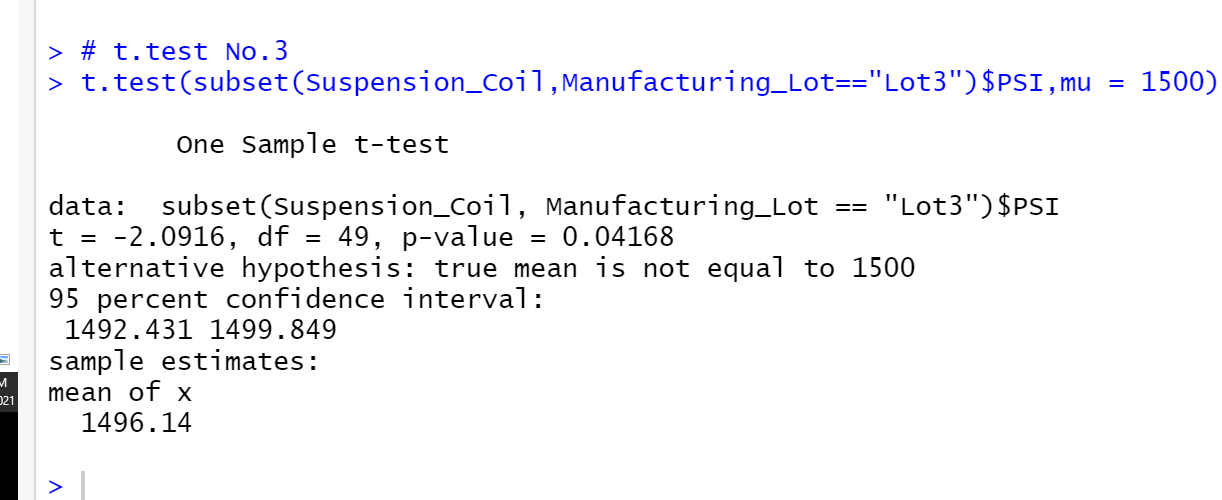 > # t.test No.3
> t.test(subset(Suspension_Coil,Manufacturing_Lot=="Lot3")$PSI,mu = 1500)
One Sample t-test
data:  subset(Suspension_Coil, Manufacturing_Lot == "Lot3")$PSI
t = -2.0916, df = 49, p-value = 0.04168
alternative hypothesis: true mean is not equal to 1500
95 percent confidence interval:
1492.431 1499.849
sample estimates:
mean of x
1496.14
>
M
021